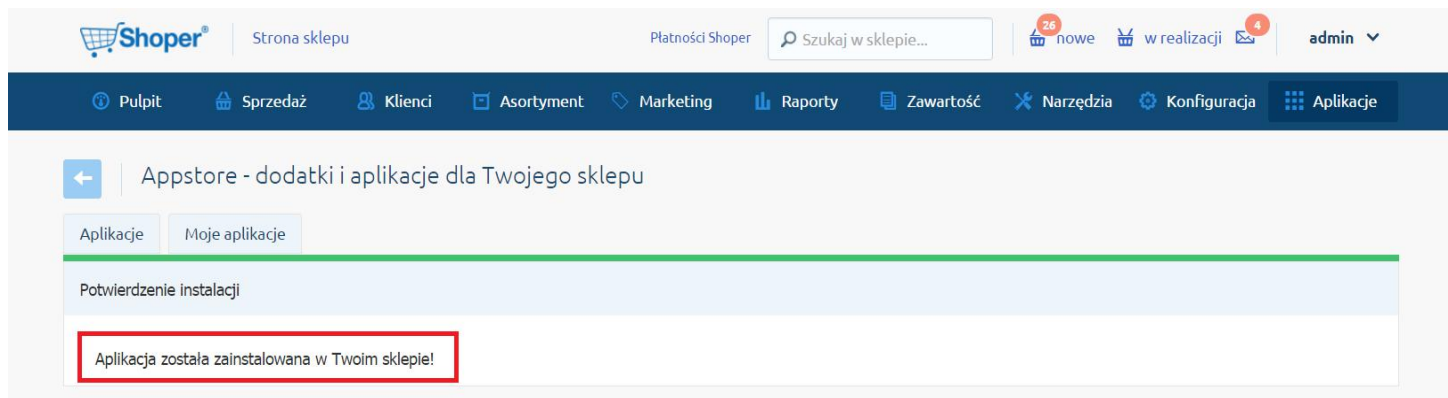 Shoper®
Strona sklepu
Płatności Shoper
Szukaj w sklepie...
26
nowe
w realizacji
4
admin
Pulpit
Sprzedaż
Klienci
Asortyment
Marketing
Raporty
Zawartość
Narzędzia
Konfiguracja
Aplikacje
Appstore - dodatki i aplikacje dla Twojego sklepu
Aplikacje
Moje aplikacje
Potwierdzenie instalacji
Aplikacja została zainstalowana w Twoim sklepie!